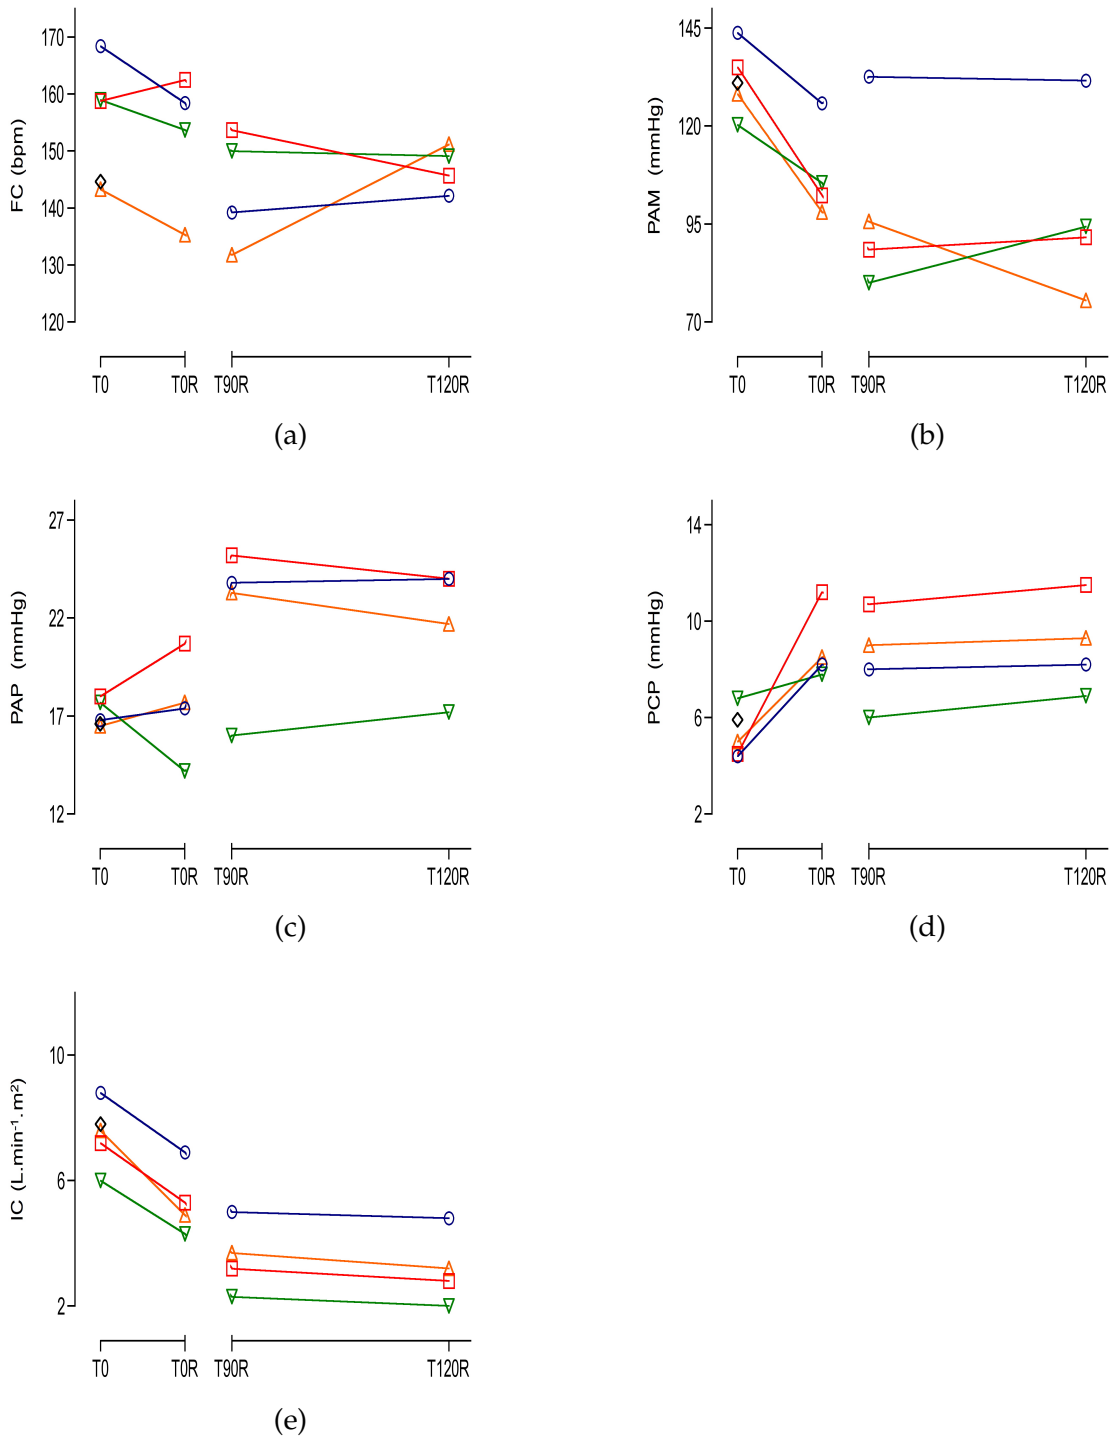 FC (bpm)
170
160
150
140
130
120
T0 T0R T90R T120R
(a)
PAM (mmHg)
145
120
95
70
T0 T0R T90R T120R
(b)
PAP (mmHg)
27
22
17
12
T0 T0R T90R T120R
(c)
PCP (mmHg)
14
10
6
2
T0 T0R T90R T120R
(d)
IC (L.min⁻¹.m²)
10
6
2
T0 T0R T90R T120R
(e)